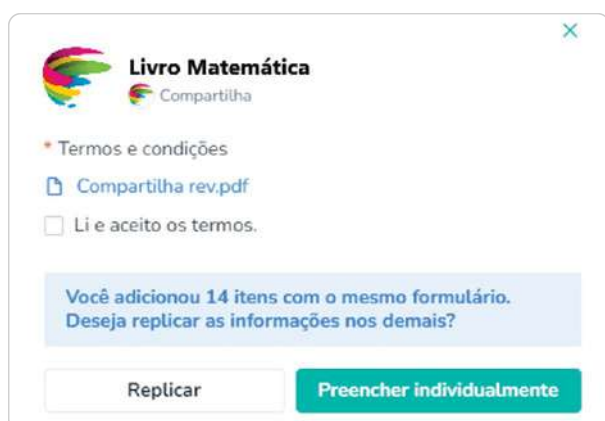 Livro Matemática
Compartilha
* Termos e condições
Compartilha rev.pdf
Li e aceito os termos.
Você adicionou 14 itens com o mesmo formulário.
Deseja replicar as informações nos demais?
Replicar
Preencher individualmente